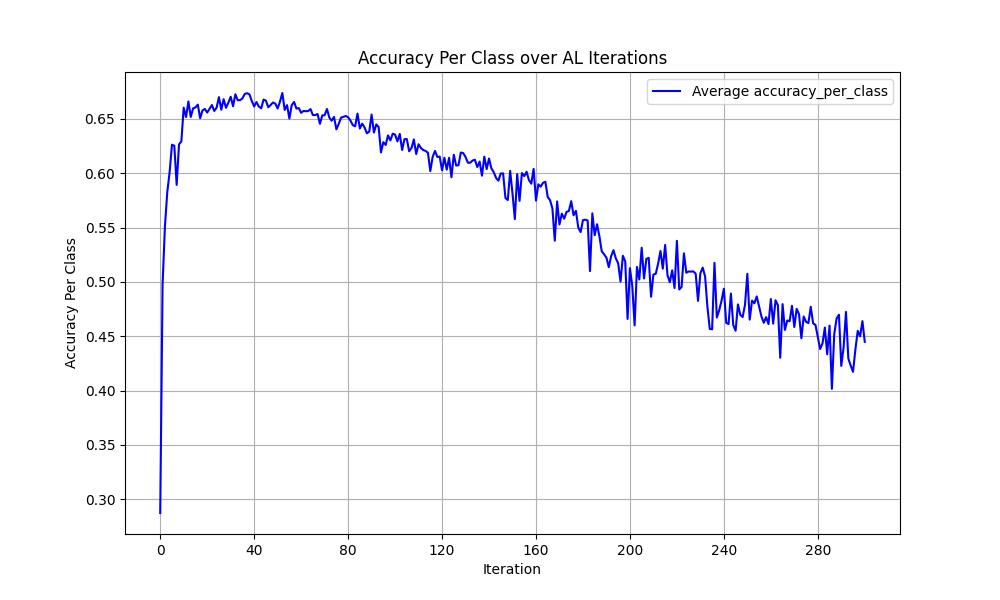 Accuracy Per Class over AL Iterations
Average accuracy_per_class
Accuracy Per Class
0.65
0.60
0.55
0.50
0.45
0.40
0.35
0.30
0 40 80 120 160 200 240 280
Iteration